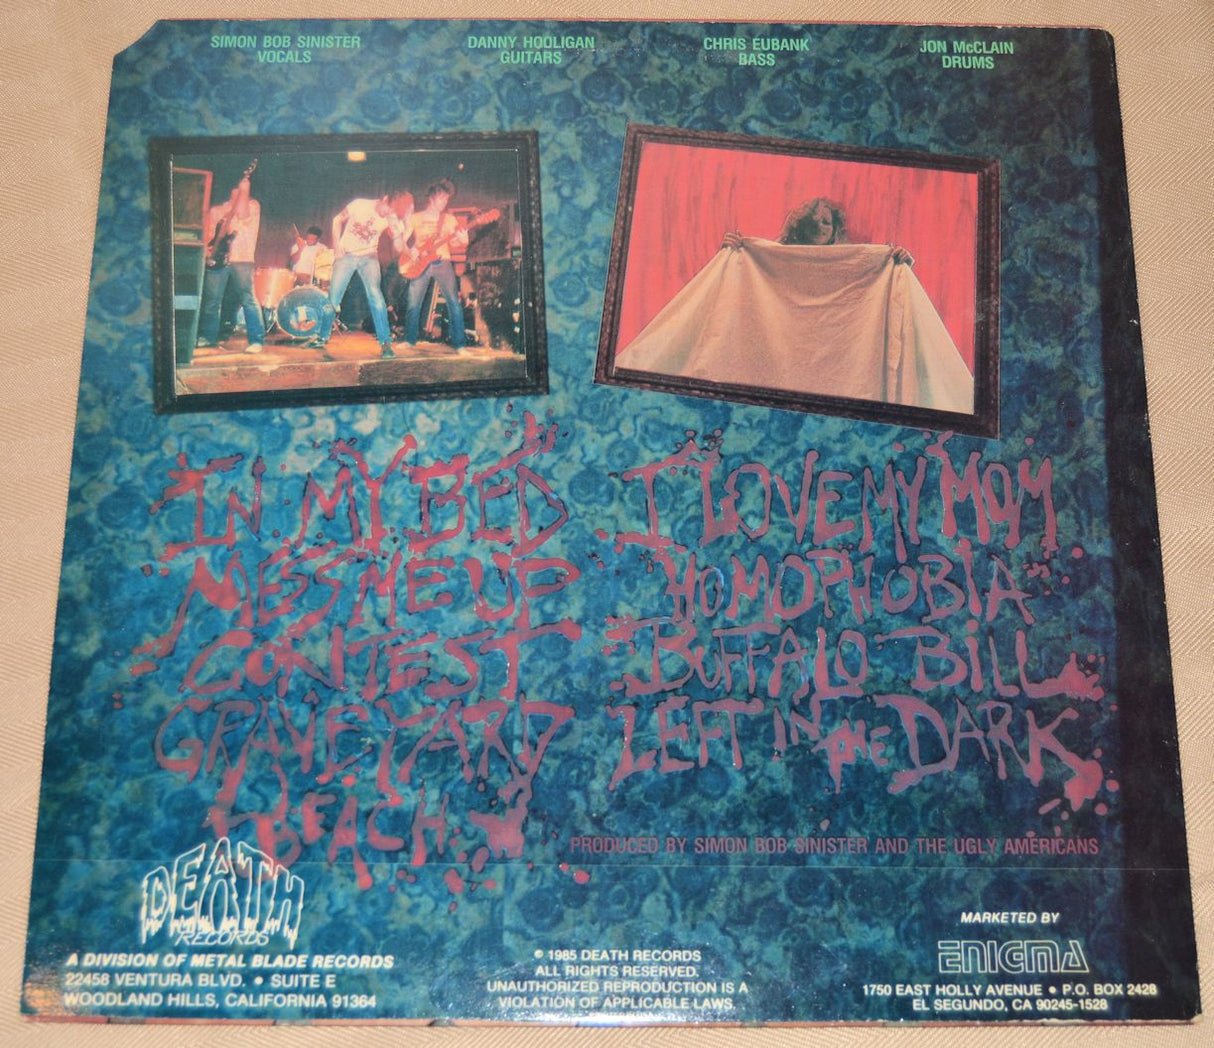 SIMON BOB SINISTER
VOCALS
DANNY HOOLIGAN
GUITARS
CHRIS EUBANK
BASS
JON McCLAIN
DRUMS
IN MY BED
MESS ME UP
CONTEST
GRAVEYARD
BEACH
I LOVE MY MOM
HOMOPHOBIA
BUFFALO BILL
LEFT IN THE DARK
PRODUCED BY SIMON BOB SINISTER AND THE UGLY AMERICANS
DEATH
RECORDS
A DIVISION OF METAL BLADE RECORDS
22458 VENTURA BLVD. • SUITE E
WOODLAND HILLS, CALIFORNIA 91364
© 1985 DEATH RECORDS
ALL RIGHTS RESERVED.
UNAUTHORIZED REPRODUCTION IS A
VIOLATION OF APPLICABLE LAWS.
MARKETED BY
ENIGMA
1750 EAST HOLLY AVENUE • P.O. BOX 2428
EL SEGUNDO, CA 90245-1528